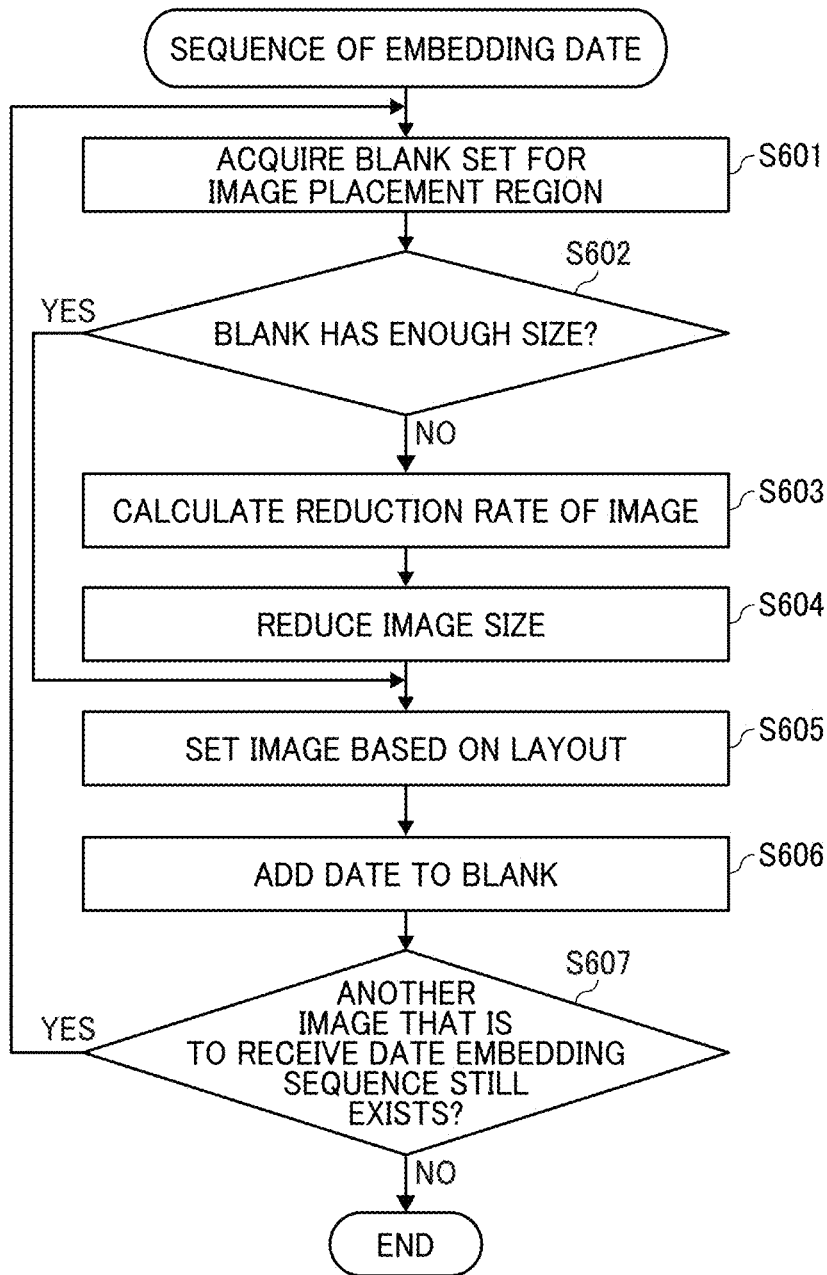 SEQUENCE OF EMBEDDING DATE
ACQUIRE BLANK SET FOR
IMAGE PLACEMENT REGION
S601
S602
YES
BLANK HAS ENOUGH SIZE?
NO
CALCULATE REDUCTION RATE OF IMAGE
S603
REDUCE IMAGE SIZE
S604
SET IMAGE BASED ON LAYOUT
S605
ADD DATE TO BLANK
S606
S607
YES
ANOTHER
IMAGE THAT IS
TO RECEIVE DATE EMBEDDING
SEQUENCE STILL
EXISTS?
NO
END